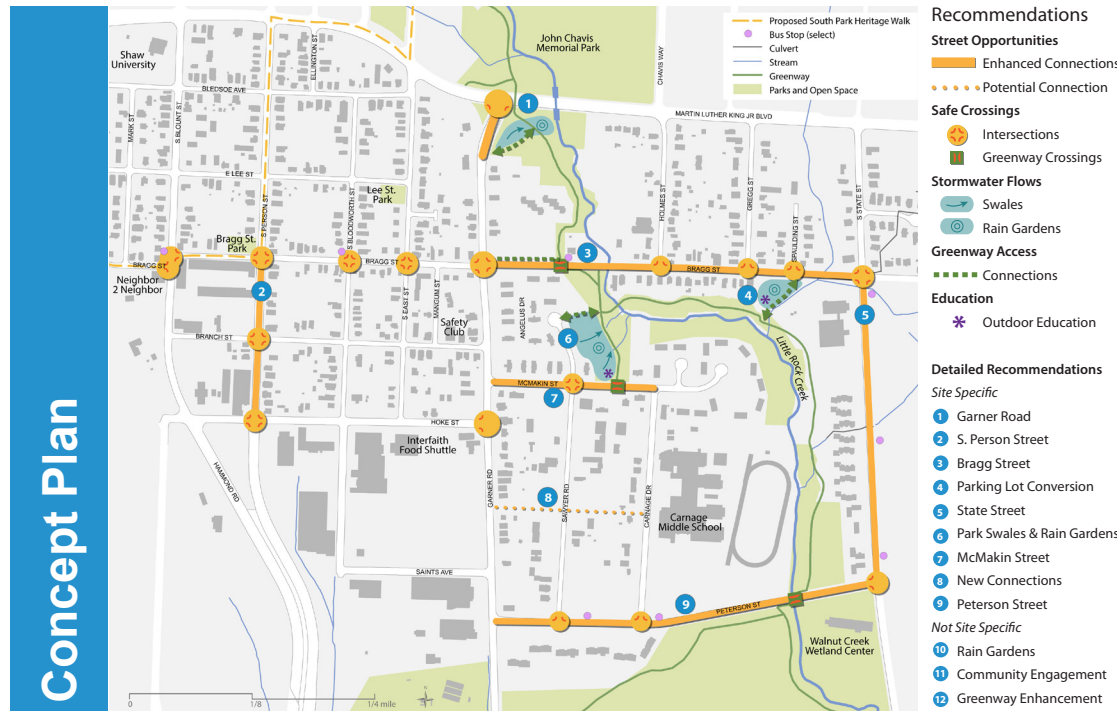 Concept Plan
Proposed South Park Heritage Walk
Bus Stop (select)
Culvert
Stream
Greenway
Parks and Open Space
John Chavis
Memorial Park
Shaw
University
ELLINGTON ST
CHAVIS WAY
BLEDSOE AVE
MARTIN LUTHER KING JR BLVD
MARK ST
S BLOUNT ST
1
E LEE ST
Lee St.
Park
S PERSON ST
S BLOODWORTH ST
HOLMES ST
GREGG ST
SPAULDING ST
S STATE ST
Bragg St.
Park
BRAGG ST
BRAGG ST
BRAGG ST
3
Neighbor
2 Neighbor
2
4
5
S EAST ST
MANGUM ST
ANGELUS DR
Safety
Club
BRANCH ST
6
Little Rock Creek
MCMAKIN ST
7
HOKE ST
Interfaith
Food Shuttle
HAMMOND RD
GARNER RD
SAWYER RD
CARNAGE DR
8
Carnage
Middle School
SAINTS AVE
9
PETERSON ST
Walnut Creek
Wetland Center
0
1/8
1/4 mile
Recommendations
Street Opportunities
Enhanced Connections
Potential Connection
Safe Crossings
Intersections
Greenway Crossings
Stormwater Flows
Swales
Rain Gardens
Greenway Access
Connections
Education
Outdoor Education
Detailed Recommendations
Site Specific
1 Garner Road
2 S. Person Street
3 Bragg Street
4 Parking Lot Conversion
5 State Street
6 Park Swales & Rain Gardens
7 McMakin Street
8 New Connections
9 Peterson Street
Not Site Specific
10 Rain Gardens
11 Community Engagement
12 Greenway Enhancement